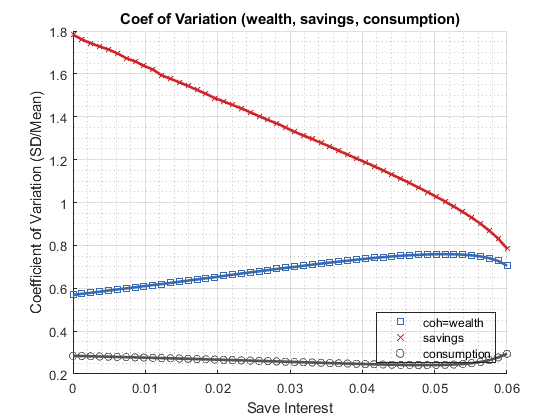 Coef of Variation (wealth, savings, consumption)
1.8
1.6
1.4
1.2
1
0.8
0.6
0.4
0.2
Coefficient of Variation (SD/Mean)
coh=wealth
savings
consumption
0 0.01 0.02 0.03 0.04 0.05 0.06
Save Interest